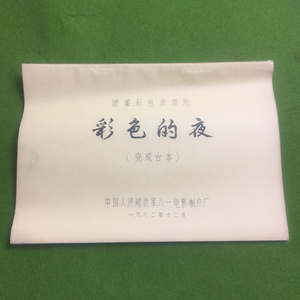 彩色的夜
(完成台本)
中国人民解放军八一电影制片厂
一九八二年十二月